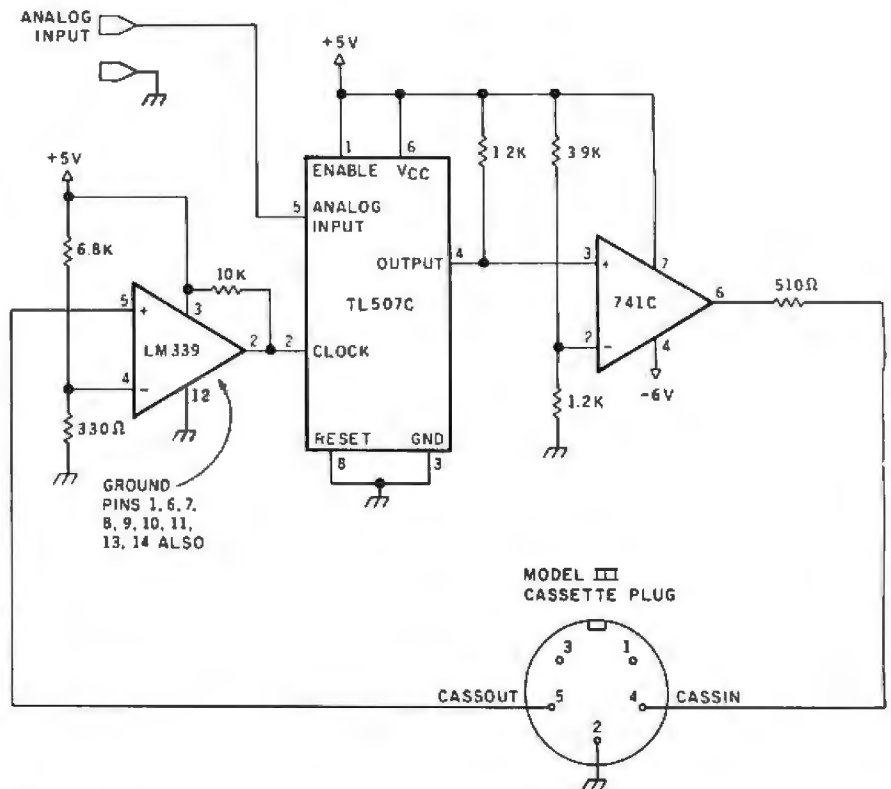 ANALOG
INPUT
+5V
+5V
1
6
1.2K
3.9K
ENABLE
VCC
5
ANALOG
INPUT
6.8K
10K
OUTPUT
4
3
+
7
510Ω
5
+
3
TL507C
741C
6
LM339
2
2
CLOCK
2
-
4
4
-
12
-6V
330Ω
1.2K
RESET
GND
8
3
GROUND
PINS 1, 6, 7,
8, 9, 10, 11,
13, 14 ALSO
MODEL III
CASSETTE PLUG
3
1
CASSOUT
5
4
CASSIN
2